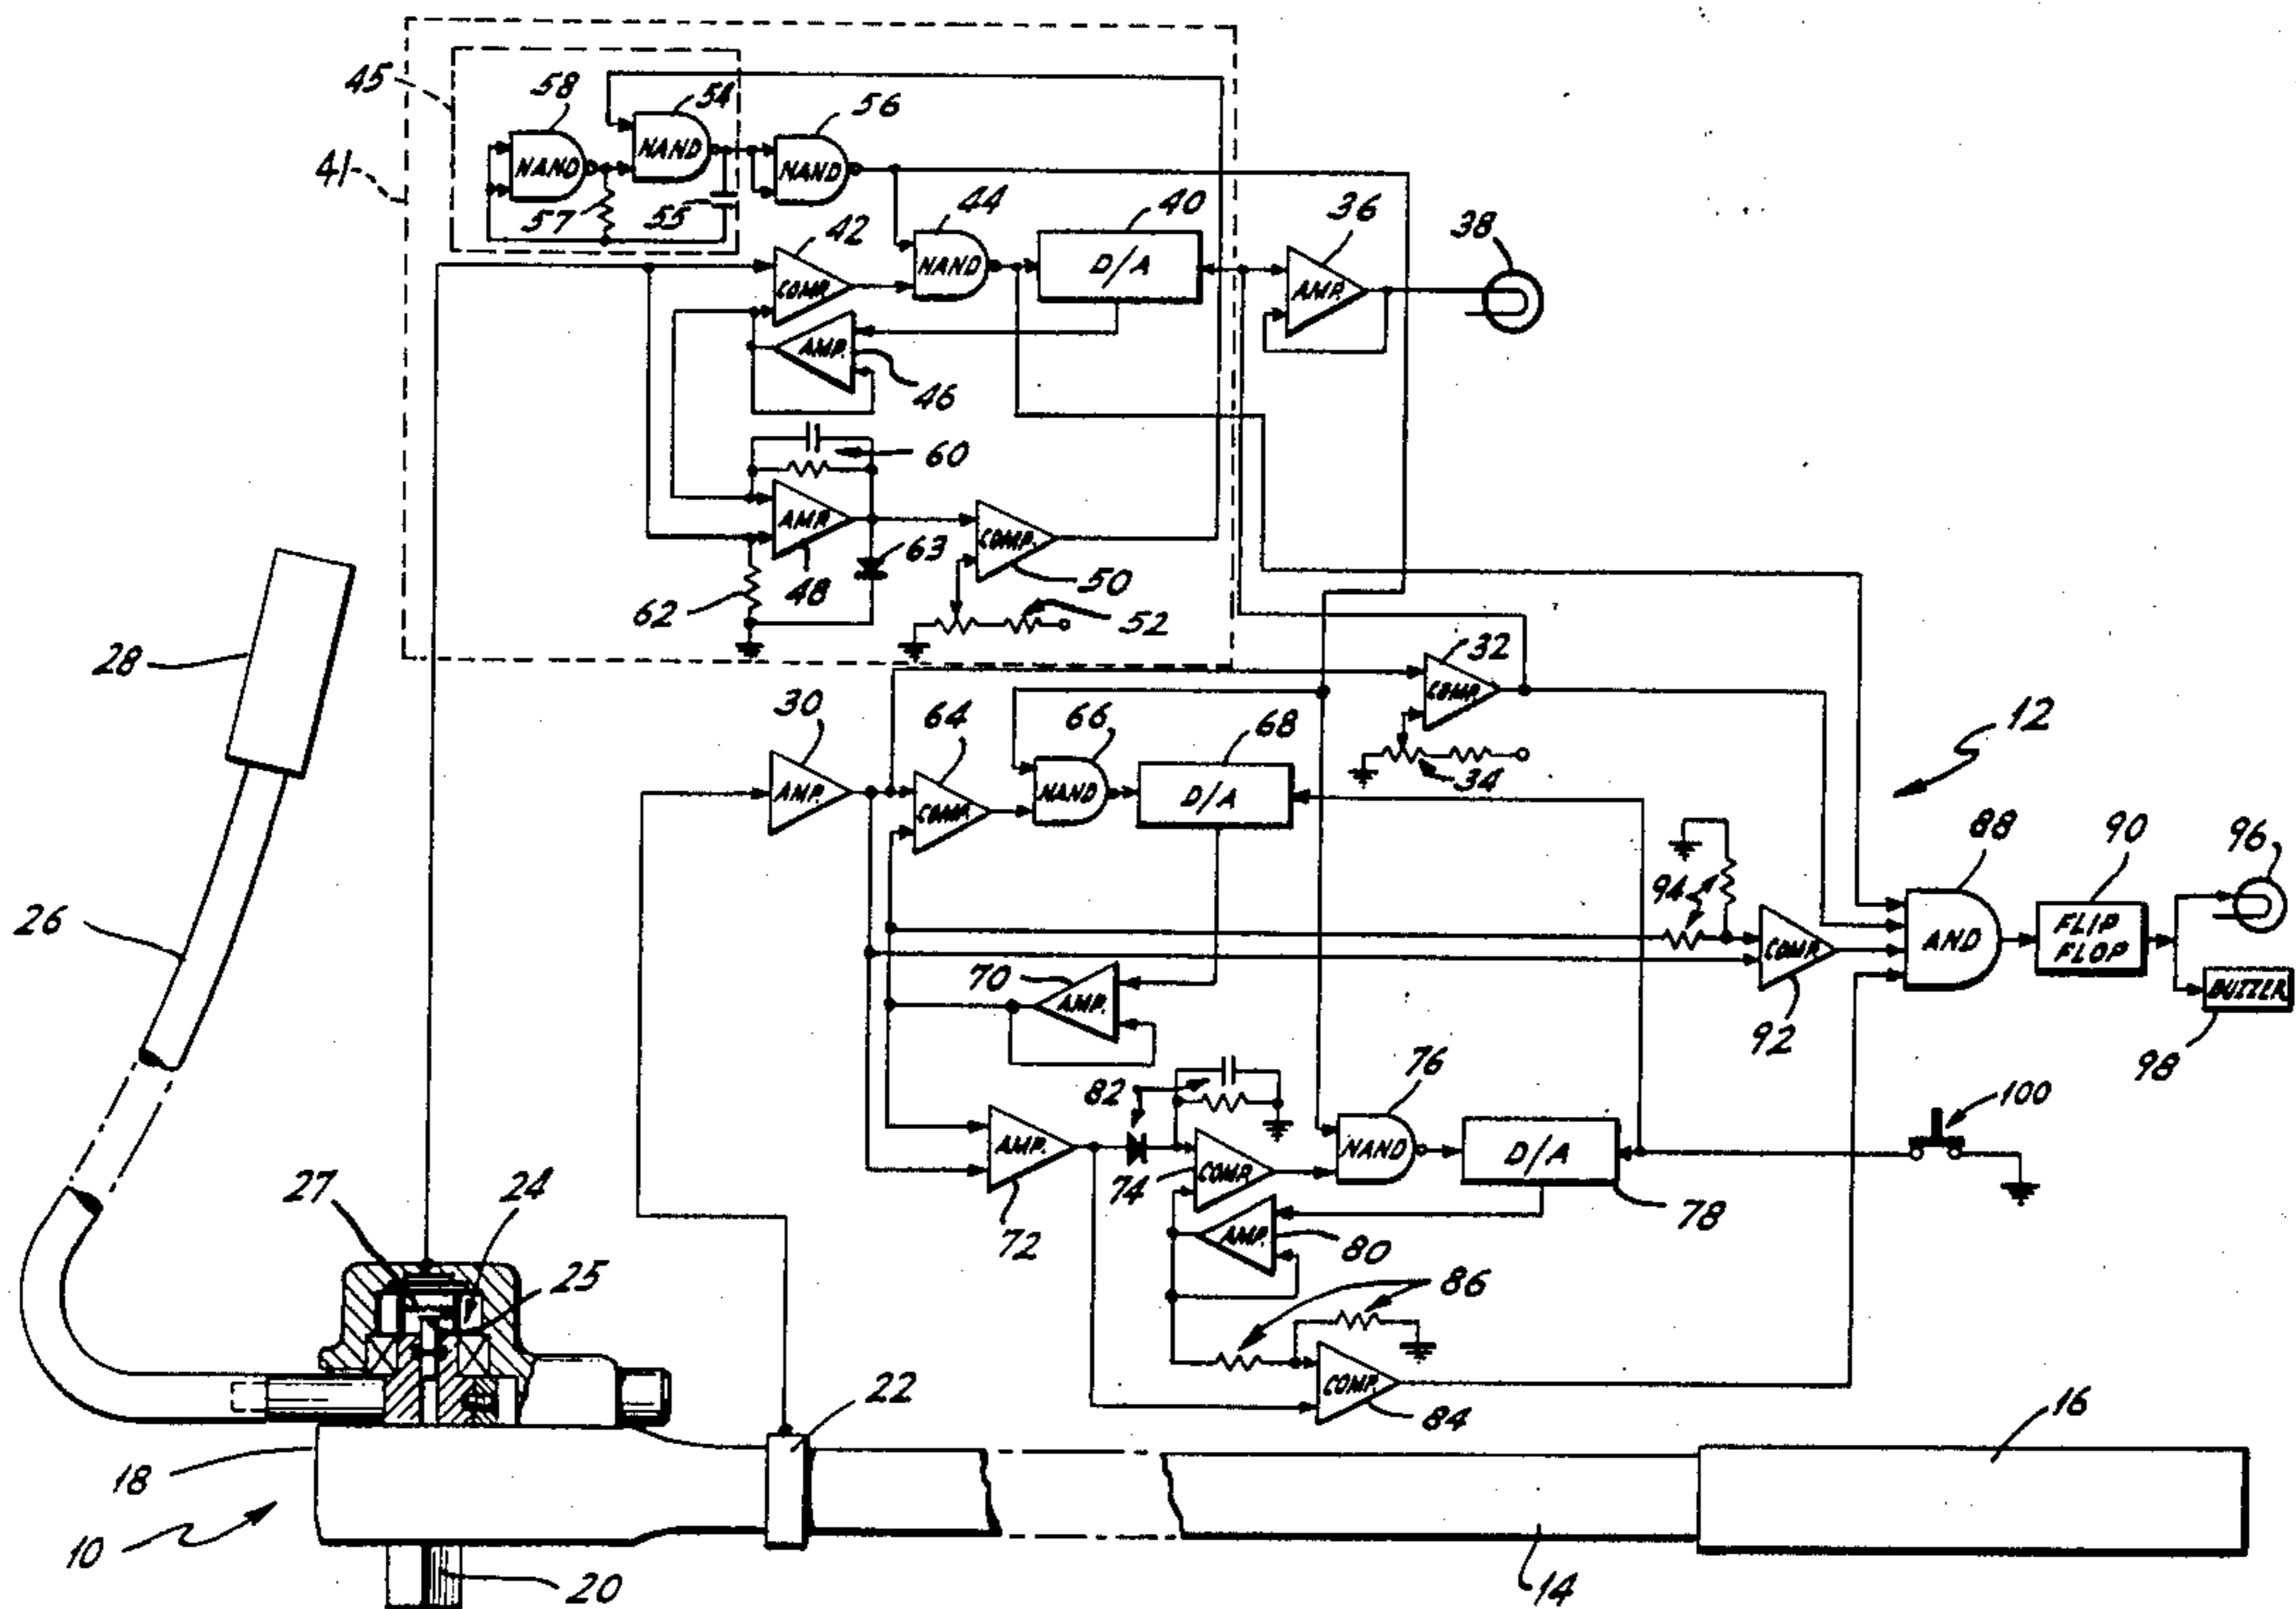 45
58
54
56
41
NAND
NAND
NAND
57
55
42
44
40
36
38
COMP.
NAND
D/A
AMP.
AMP.
46
60
AMP
COMP.
63
48
50
62
52
28
32
COMP.
34
12
30
64
66
68
AMP.
COMP.
NAND
D/A
88
90
96
94
26
COMP.
AND
FLIP
FLOP
70
AMP.
92
BUZZER
98
82
76
100
AMP.
72
74
COMP.
NAND
D/A
78
27
24
25
AMP.
80
86
COMP.
84
22
16
18
10
20
14